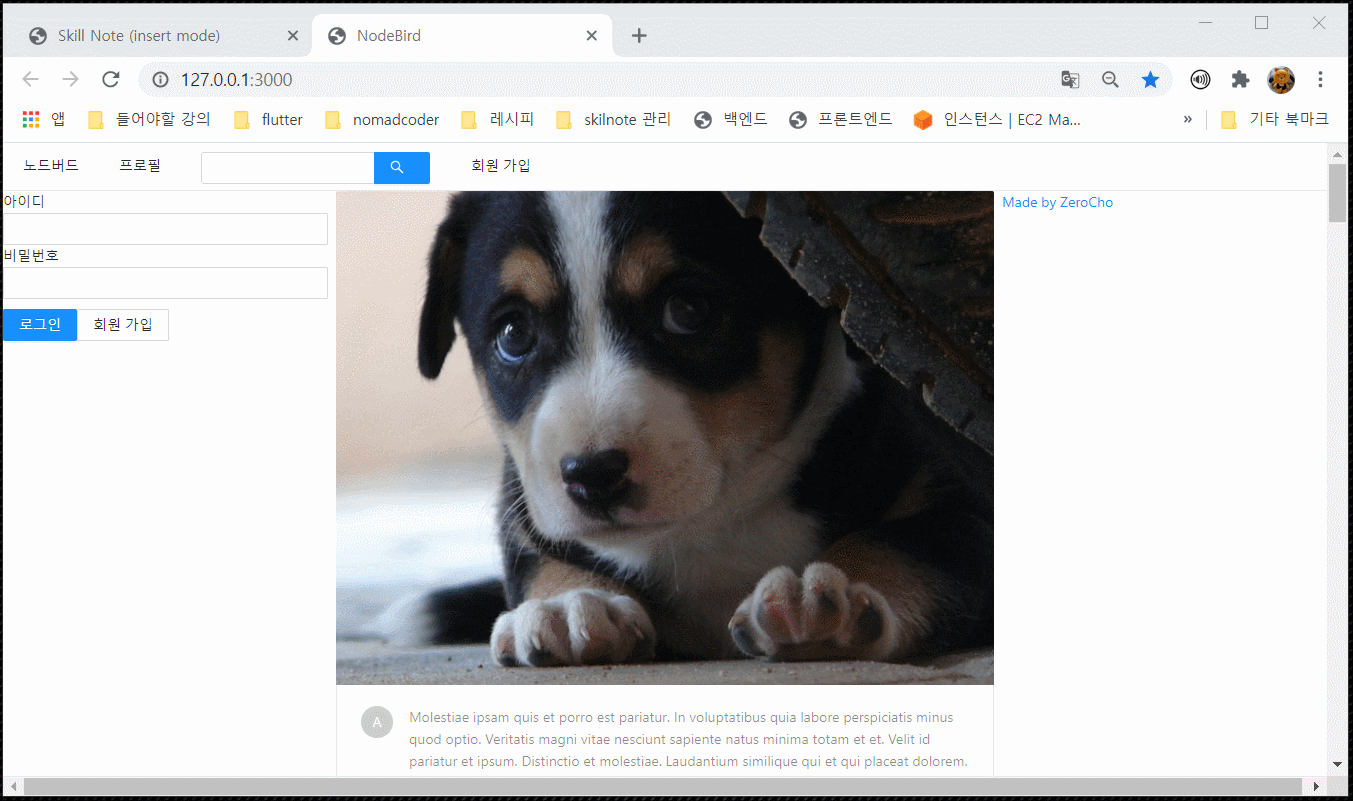 Skill Note (insert mode)
NodeBird
127.0.0.1:3000
앱 들어야할 강의 flutter nomadcoder 레시피 skilnote 관리 백엔드 프론트엔드 인스턴스 | EC2 Ma... » 기타 북마크
노드버드 프로필 회원 가입
아이디
비밀번호
로그인 회원 가입
Made by ZeroCho
A
Molestiae ipsam quis et porro est pariatur. In voluptatibus quia labore perspiciatis minus
quod optio. Veritatis magni vitae nesciunt sapiente natus minima totam et et. Velit id
pariatur et ipsum. Distinctio et molestiae. Laudantium similique qui et qui placeat dolorem.